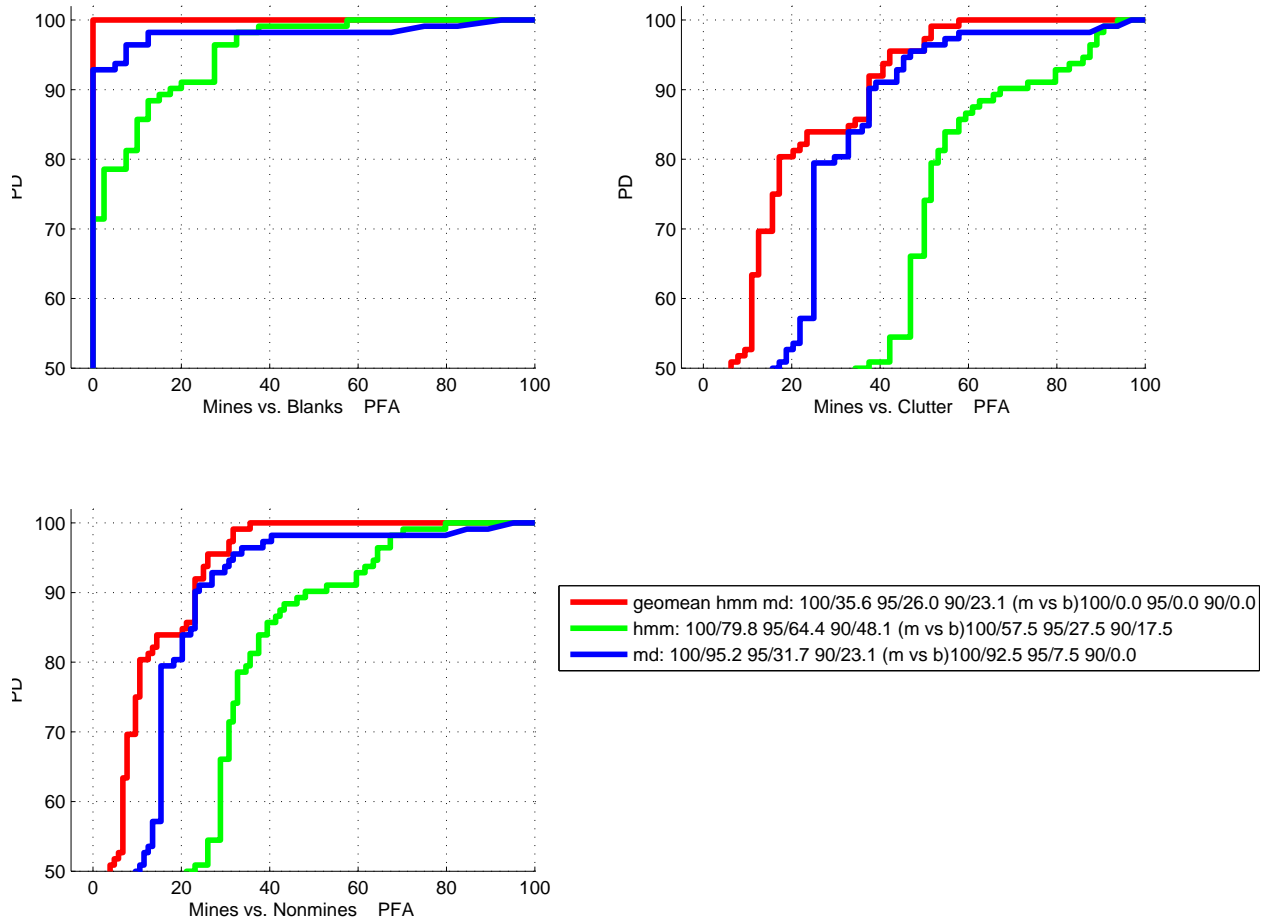 100
90
80
70
60
50
PD
0 20 40 60 80 100
Mines vs. Blanks PFA
100
90
80
70
60
50
PD
0 20 40 60 80 100
Mines vs. Clutter PFA
100
90
80
70
60
50
PD
0 20 40 60 80 100
Mines vs. Nonmines PFA
geomean hmm md: 100/35.6 95/26.0 90/23.1 (m vs b)100/0.0 95/0.0 90/0.0
hmm: 100/79.8 95/64.4 90/48.1 (m vs b)100/57.5 95/27.5 90/17.5
md: 100/95.2 95/31.7 90/23.1 (m vs b)100/92.5 95/7.5 90/0.0